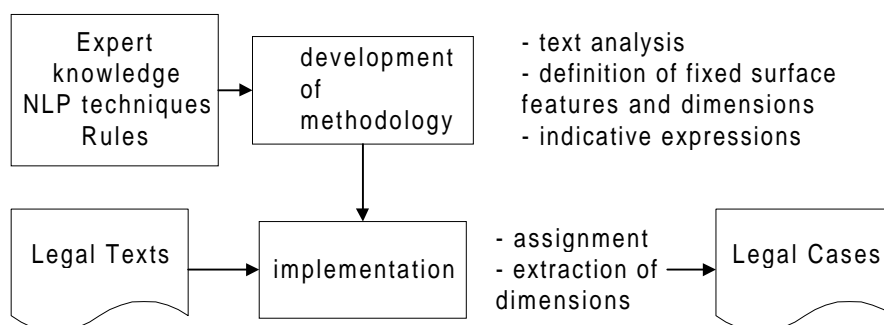 Expert
knowledge
NLP techniques
Rules
development
of
methodology
- text analysis
- definition of fixed surface
features and dimensions
- indicative expressions
Legal Texts
implementation
- assignment
- extraction of
dimensions
Legal Cases